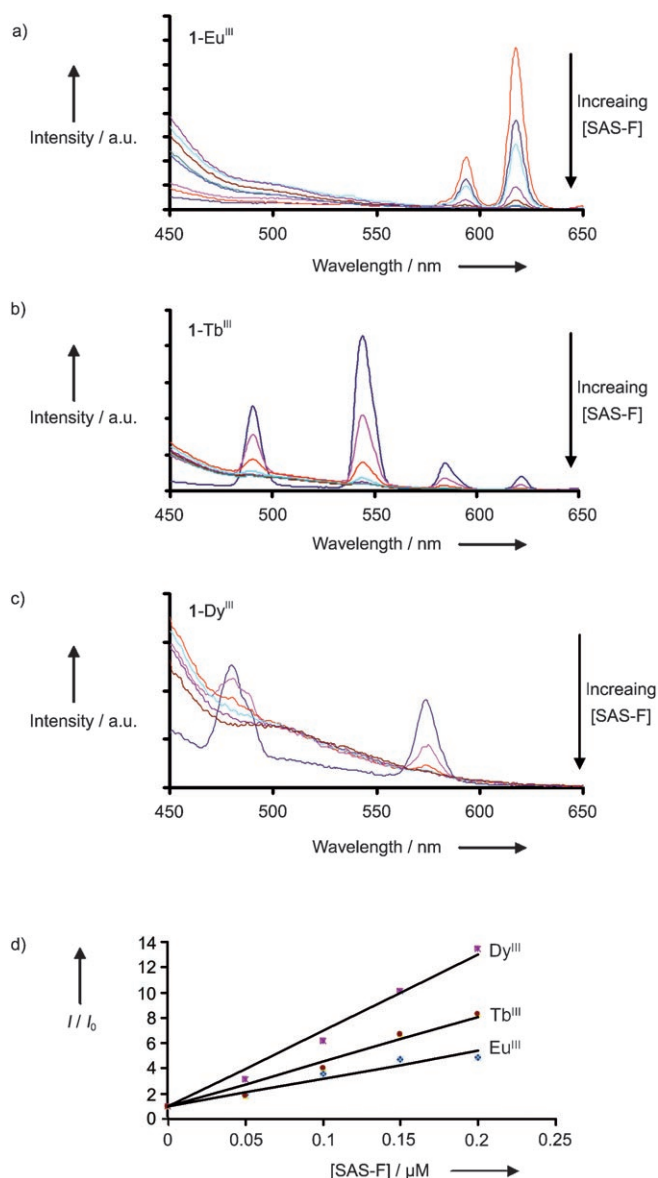 a)
1-Eu^III
Intensity / a.u.
Increaing
[SAS-F]
450 500 550 600 650
Wavelength / nm
b)
1-Tb^III
Intensity / a.u.
Increaing
[SAS-F]
450 500 550 600 650
Wavelength / nm
c)
1-Dy^III
Intensity / a.u.
Increaing
[SAS-F]
450 500 550 600 650
Wavelength / nm
d)
I / I₀
14
12
10
8
6
4
2
0
Dy^III
Tb^III
Eu^III
0 0.05 0.1 0.15 0.2 0.25
[SAS-F] / µM